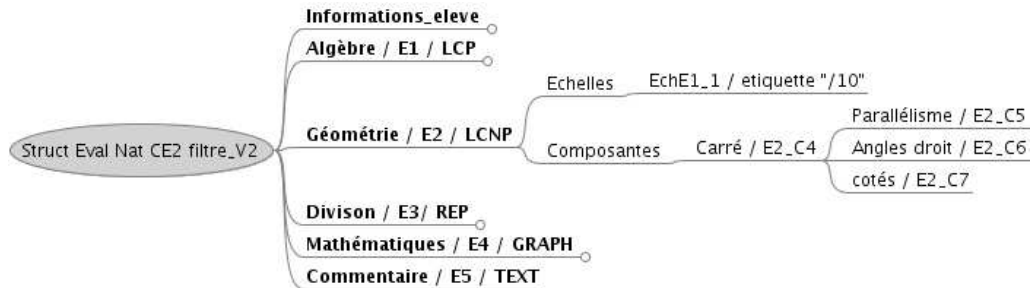 Struct Eval Nat CE2 filtre_V2
Informations_eleve
Algèbre / E1 / LCP
Géométrie / E2 / LCNP
Echelles
EchE1_1 / etiquette "/10"
Composantes
Carré / E2_C4
Parallélisme / E2_C5
Angles droit / E2_C6
cotés / E2_C7
Divison / E3/ REP
Mathématiques / E4 / GRAPH
Commentaire / E5 / TEXT